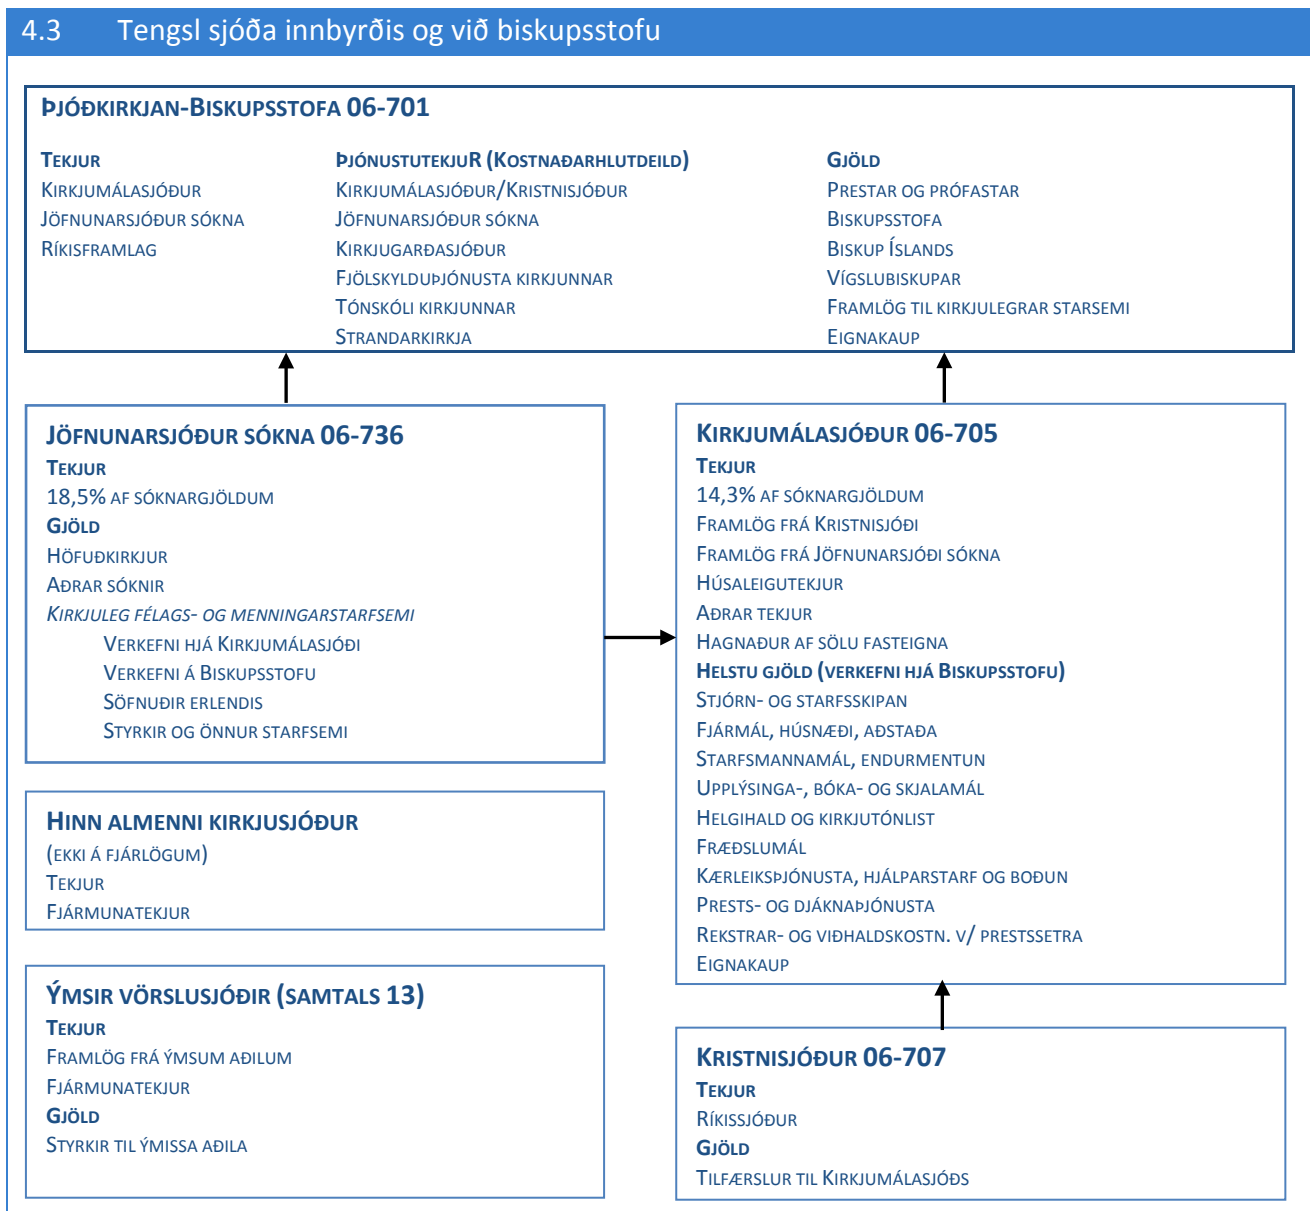 4.3 Tengsl sjóða innbyrðis og við biskupsstofu
Þjóðkirkjan-Biskupsstofa 06-701
Tekjur
Kirkjumálasjóður
Jöfnunarsjóður sókna
Ríkisframlag
ÞjónustutekjuR (Kostnaðarhlutdeild)
Kirkjumálasjóður/Kristnisjóður
Jöfnunarsjóður sókna
Kirkjugarðasjóður
Fjölskylduþjónusta kirkjunnar
Tónskóli kirkjunnar
Strandarkirkja
Gjöld
Prestar og prófastar
Biskupsstofa
Biskup Íslands
Vígslubiskupar
Framlög til kirkjulegrar starsemi
Eignakaup
Jöfnunarsjóður sókna 06-736
Tekjur
18,5% af sóknargjöldum
Gjöld
Höfuðkirkjur
Aðrar sóknir
Kirkjuleg félags- og menningarstarfsemi
Verkefni hjá Kirkjumálasjóði
Verkefni á Biskupsstofu
Söfnuðir erlendis
Styrkir og önnur starfsemi
Hinn almenni kirkjusjóður
(ekki á fjárlögum)
Tekjur
Fjármunatekjur
Ýmsir vörslusjóðir (samtals 13)
Tekjur
Framlög frá ýmsum aðilum
Fjármunatekjur
Gjöld
Styrkir til ýmissa aðila
Kirkjumálasjóður 06-705
Tekjur
14,3% af sóknargjöldum
Framlög frá Kristnisjóði
Framlög frá Jöfnunarsjóði sókna
Húsaleigutekjur
Aðrar tekjur
Hagnaður af sölu fasteigna
Helstu gjöld (verkefni hjá Biskupsstofu)
Stjórn- og starfsskipan
Fjármál, húsnæði, aðstaða
Starfsmannamál, endurmentun
Upplýsinga-, bóka- og skjalamál
Helgihald og kirkjutónlist
Fræðslumál
Kærleiksþjónusta, hjálparstarf og boðun
Prests- og djáknaþjónusta
Rekstrar- og viðhaldskostn. v/ prestssetra
Eignakaup
Kristnisjóður 06-707
Tekjur
Ríkissjóður
Gjöld
Tilfærslur til Kirkjumálasjóðs